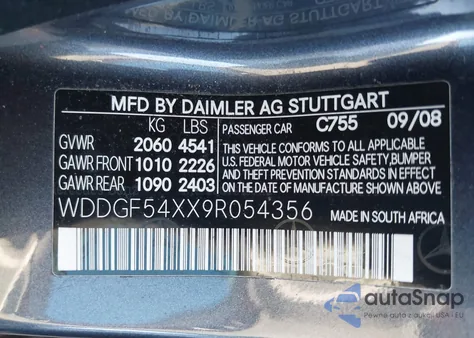 MFD BY DAIMLER AG STUTTGART
KG LBS
GVWR 2060 4541
GAWR FRONT 1010 2226
GAWR REAR 1090 2403
PASSENGER CAR C755 09/08
THIS VEHICLE CONFORMS TO ALL APPLICABLE
U.S. FEDERAL MOTOR VEHICLE SAFETY,BUMPER
AND THEFT PREVENTION STANDARDS IN EFFECT
ON THE DATE OF MANUFACTURE SHOWN ABOVE.
WDDGF54XX9R054356 MADE IN SOUTH AFRICA
autoSnap